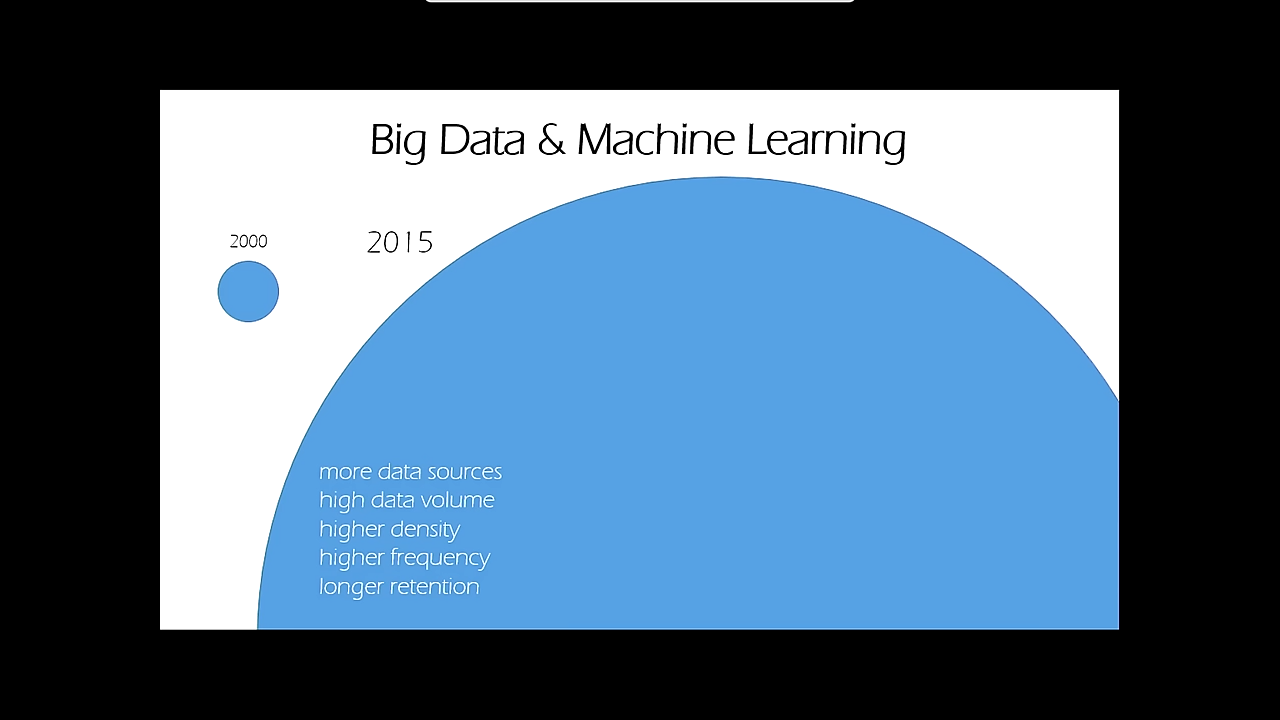 Big Data & Machine Learning
2000
2015
more data sources
high data volume
higher density
higher frequency
longer retention